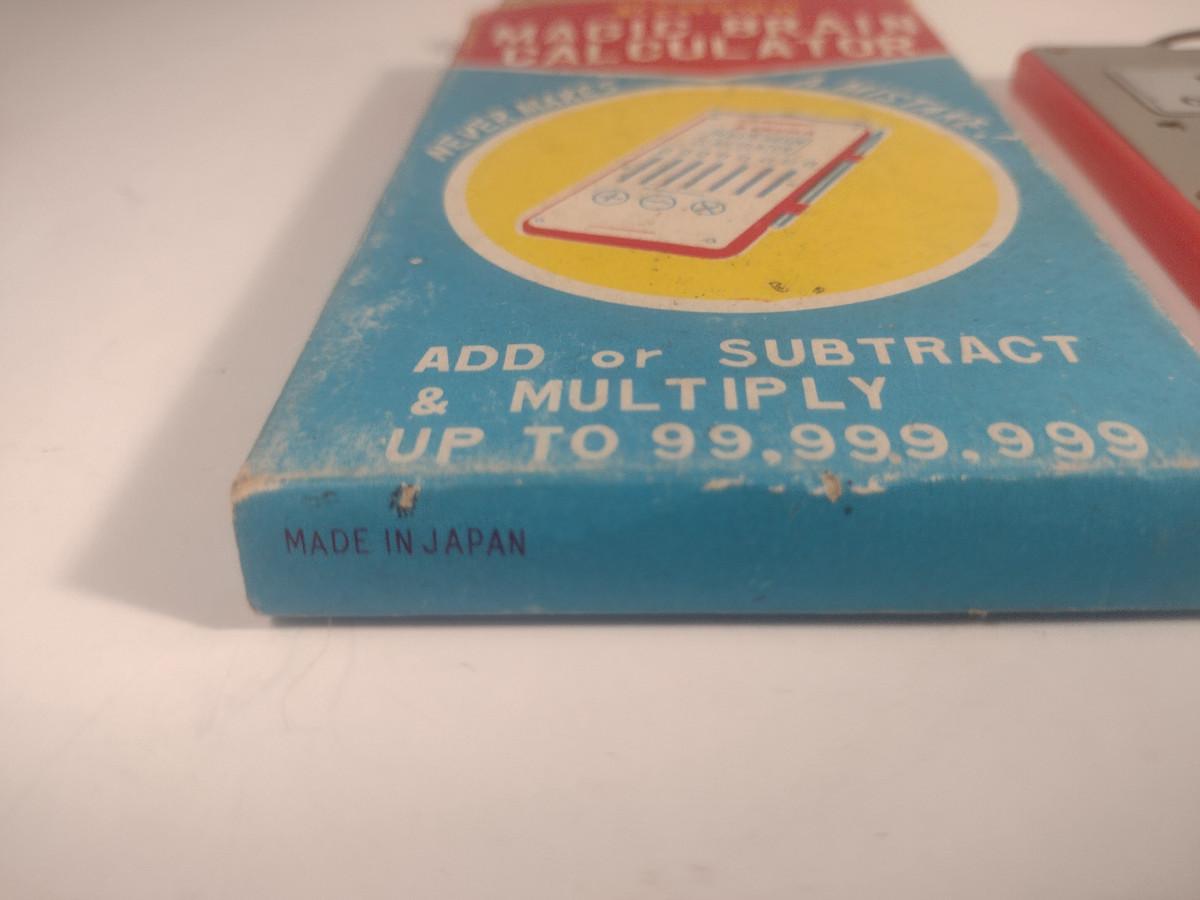 MAGIC BRAIN
CALCULATOR
NEVER MAKES A MISTAKE.
ADD or SUBTRACT
& MULTIPLY
UP TO 99.999.999
MADE IN JAPAN